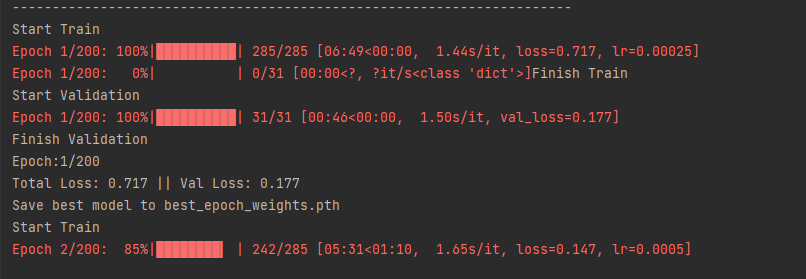 ----------------------------------------------------------------------
Start Train
Epoch 1/200: 100%|██████████| 285/285 [06:49<00:00,  1.44s/it, loss=0.717, lr=0.00025]
Epoch 1/200:   0%|          | 0/31 [00:00<?, ?it/s<class 'dict'>]Finish Train
Start Validation
Epoch 1/200: 100%|██████████| 31/31 [00:46<00:00,  1.50s/it, val_loss=0.177]
Finish Validation
Epoch:1/200
Total Loss: 0.717 || Val Loss: 0.177
Save best model to best_epoch_weights.pth
Start Train
Epoch 2/200:  85%|████████▍ | 242/285 [05:31<01:10,  1.65s/it, loss=0.147, lr=0.0005]